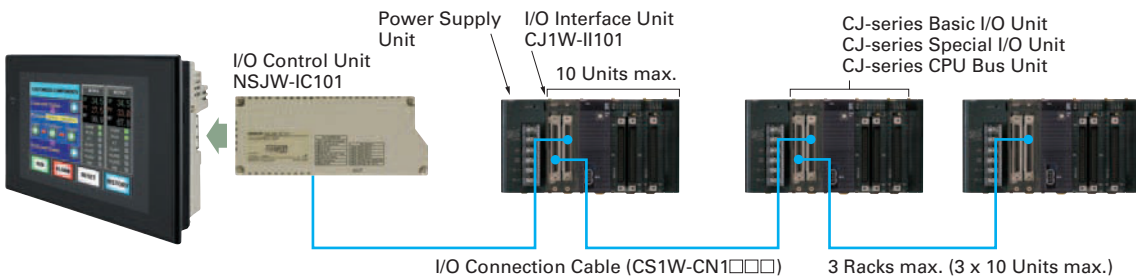 Power Supply
Unit
I/O Interface Unit
CJ1W-II101
CJ-series Basic I/O Unit
CJ-series Special I/O Unit
CJ-series CPU Bus Unit
I/O Control Unit
NSJW-IC101
10 Units max.
I/O Connection Cable (CS1W-CN1□□□)
3 Racks max. (3 x 10 Units max.)
RESET